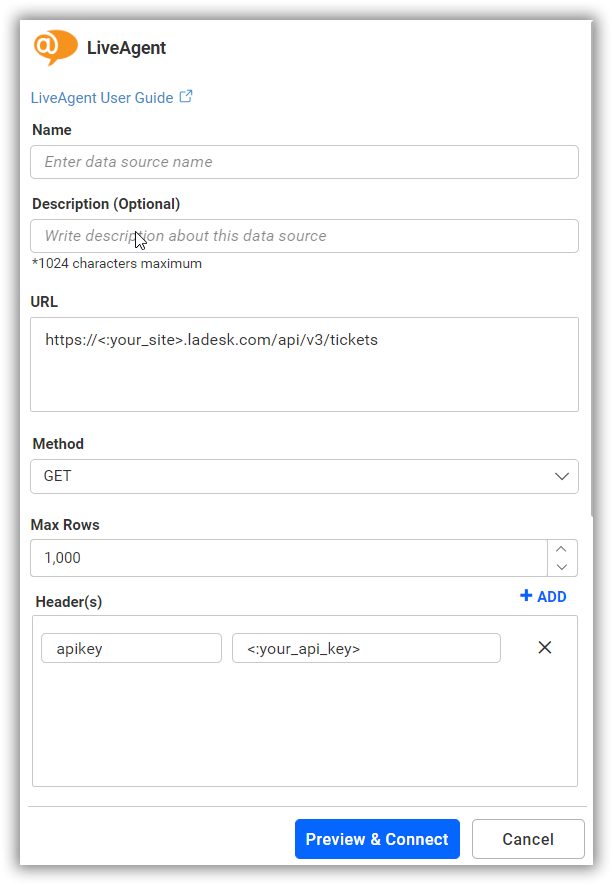 @
LiveAgent
LiveAgent User Guide
Name
Enter data source name
Description (Optional)
Write description about this data source
*1024 characters maximum
URL
https://<:your_site>.ladesk.com/api/v3/tickets
Method
GET
Max Rows
1,000
+ ADD
Header(s)
apikey <:your_api_key>
Preview & Connect Cancel